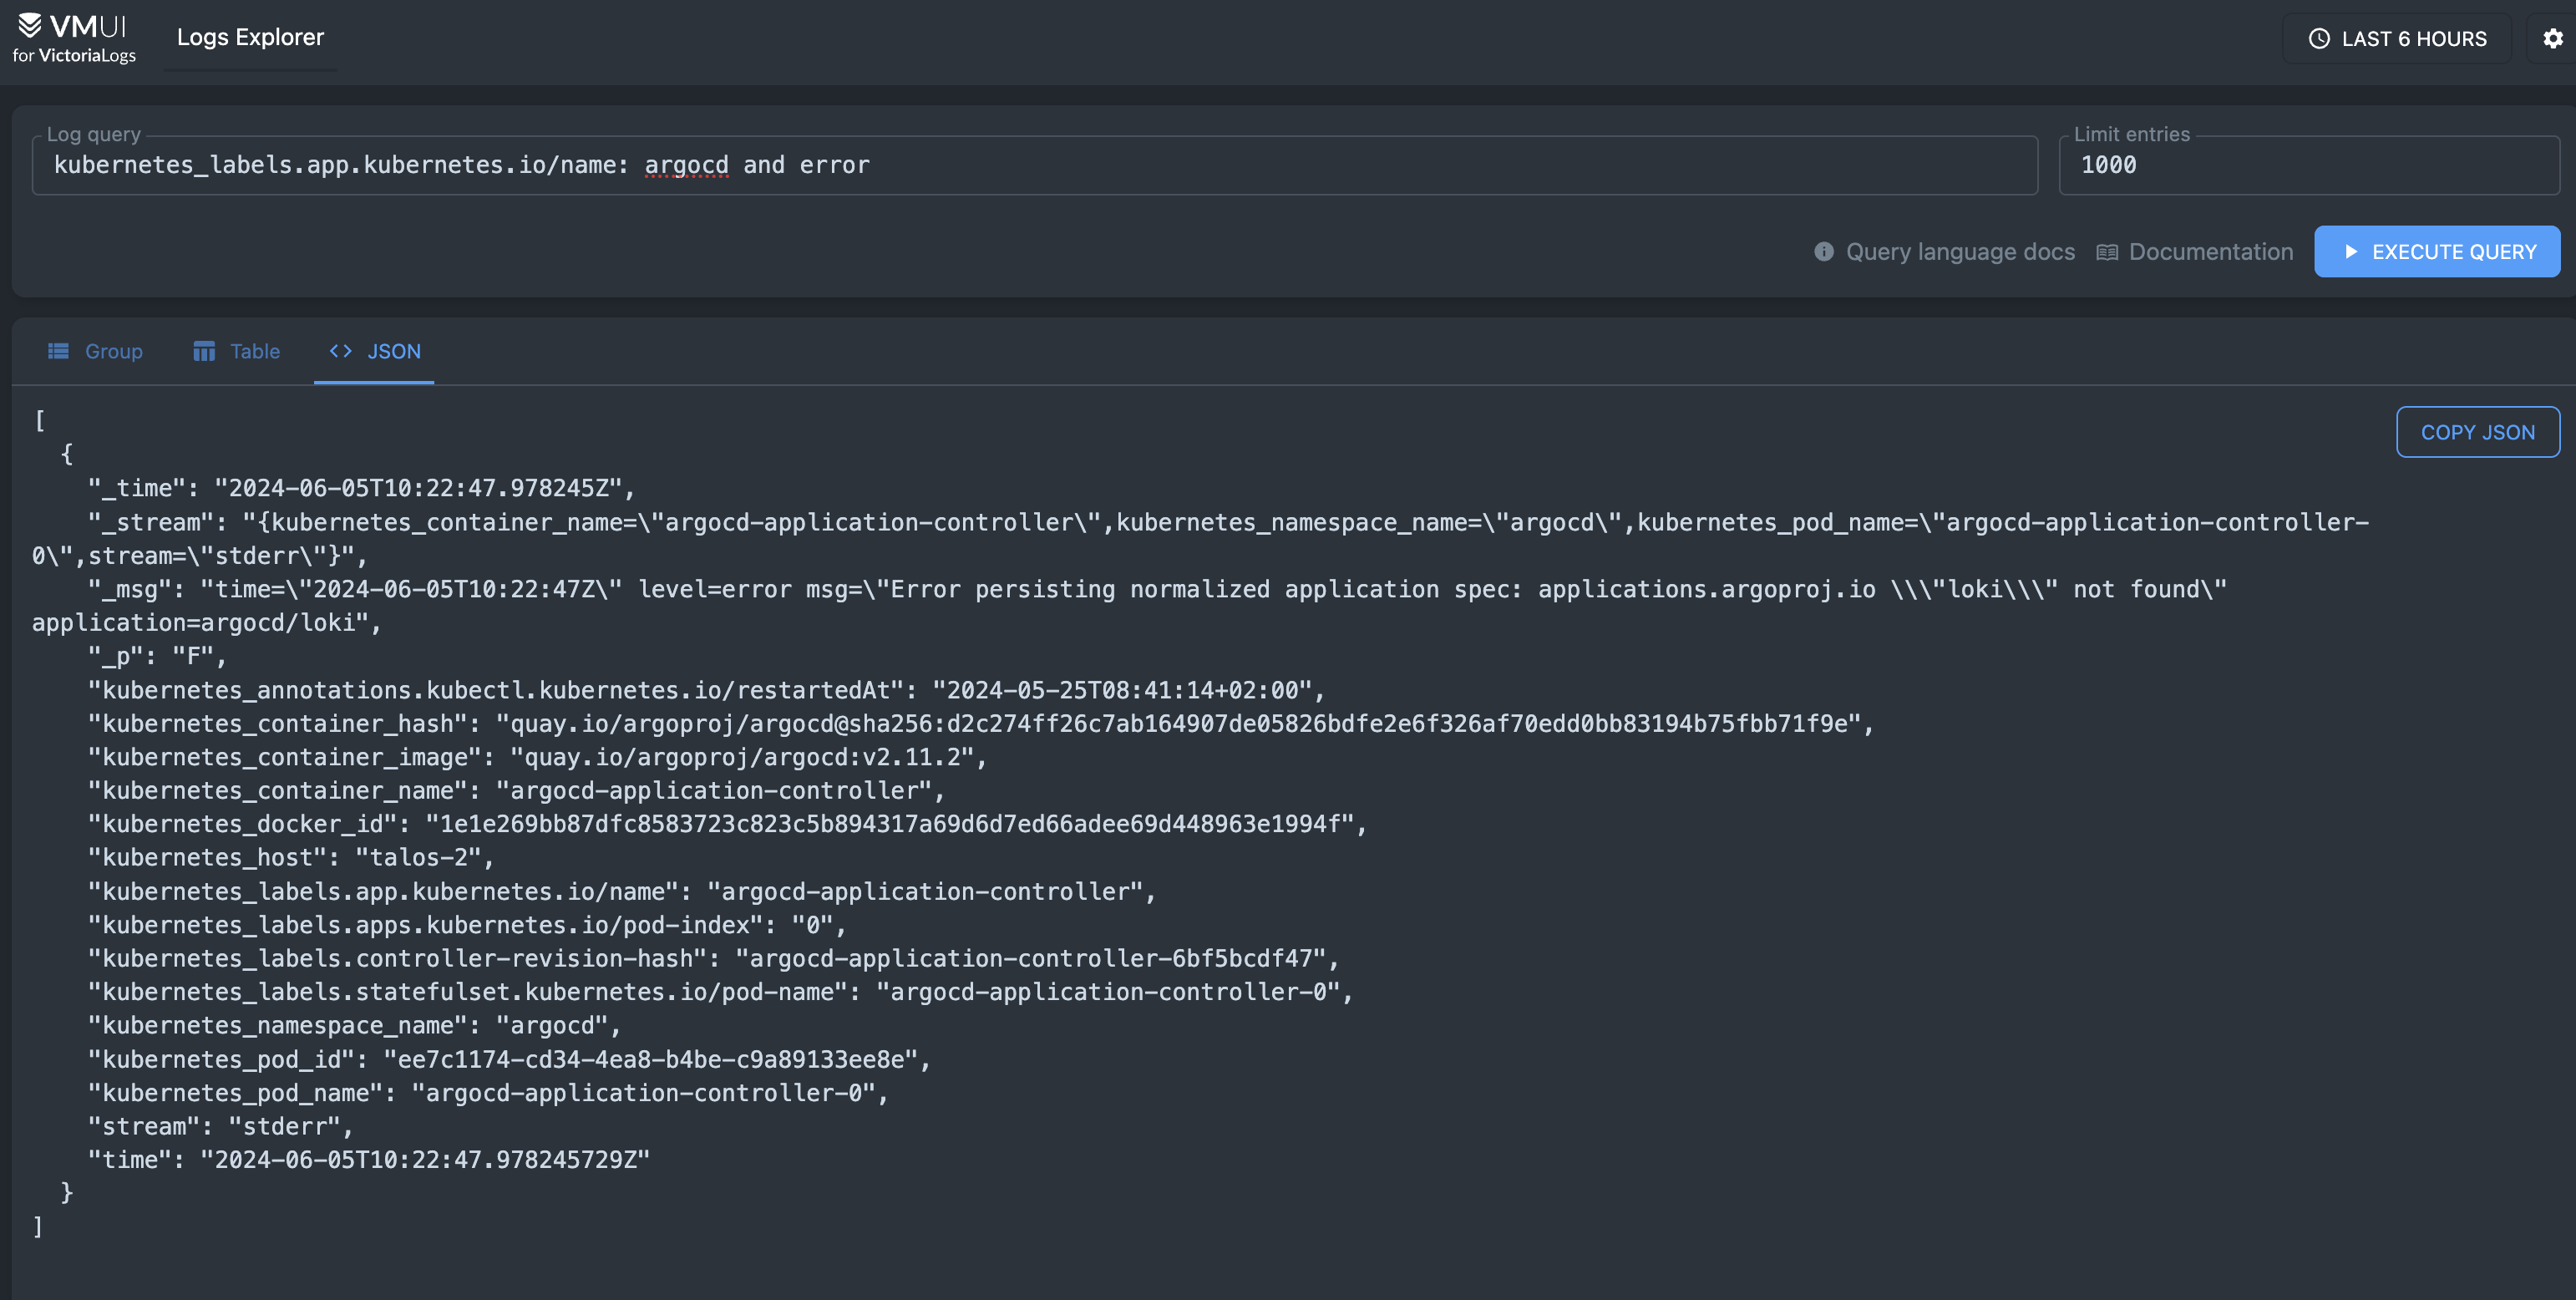 VMUI
for VictoriaLogs
Logs Explorer
LAST 6 HOURS
Log query
kubernetes_labels.app.kubernetes.io/name: argocd and error
Limit entries
1000
Query language docs
Documentation
EXECUTE QUERY
Group
Table
<> JSON
COPY JSON
[
  {
    "_time": "2024-06-05T10:22:47.978245Z",
    "_stream": "{kubernetes_container_name=\"argocd-application-controller\",kubernetes_namespace_name=\"argocd\",kubernetes_pod_name=\"argocd-application-controller-
0\",stream=\"stderr\"}",
    "_msg": "time=\"2024-06-05T10:22:47Z\" level=error msg=\"Error persisting normalized application spec: applications.argoproj.io \\\"loki\\\" not found\"
application=argocd/loki",
    "_p": "F",
    "kubernetes_annotations.kubectl.kubernetes.io/restartedAt": "2024-05-25T08:41:14+02:00",
    "kubernetes_container_hash": "quay.io/argoproj/argocd@sha256:d2c274ff26c7ab164907de05826bdfe2e6f326af70edd0bb83194b75fbb71f9e",
    "kubernetes_container_image": "quay.io/argoproj/argocd:v2.11.2",
    "kubernetes_container_name": "argocd-application-controller",
    "kubernetes_docker_id": "1e1e269bb87dfc8583723c823c5b894317a69d6d7ed66adee69d448963e1994f",
    "kubernetes_host": "talos-2",
    "kubernetes_labels.app.kubernetes.io/name": "argocd-application-controller",
    "kubernetes_labels.apps.kubernetes.io/pod-index": "0",
    "kubernetes_labels.controller-revision-hash": "argocd-application-controller-6bf5bcdf47",
    "kubernetes_labels.statefulset.kubernetes.io/pod-name": "argocd-application-controller-0",
    "kubernetes_namespace_name": "argocd",
    "kubernetes_pod_id": "ee7c1174-cd34-4ea8-b4be-c9a89133ee8e",
    "kubernetes_pod_name": "argocd-application-controller-0",
    "stream": "stderr",
    "time": "2024-06-05T10:22:47.978245729Z"
  }
]